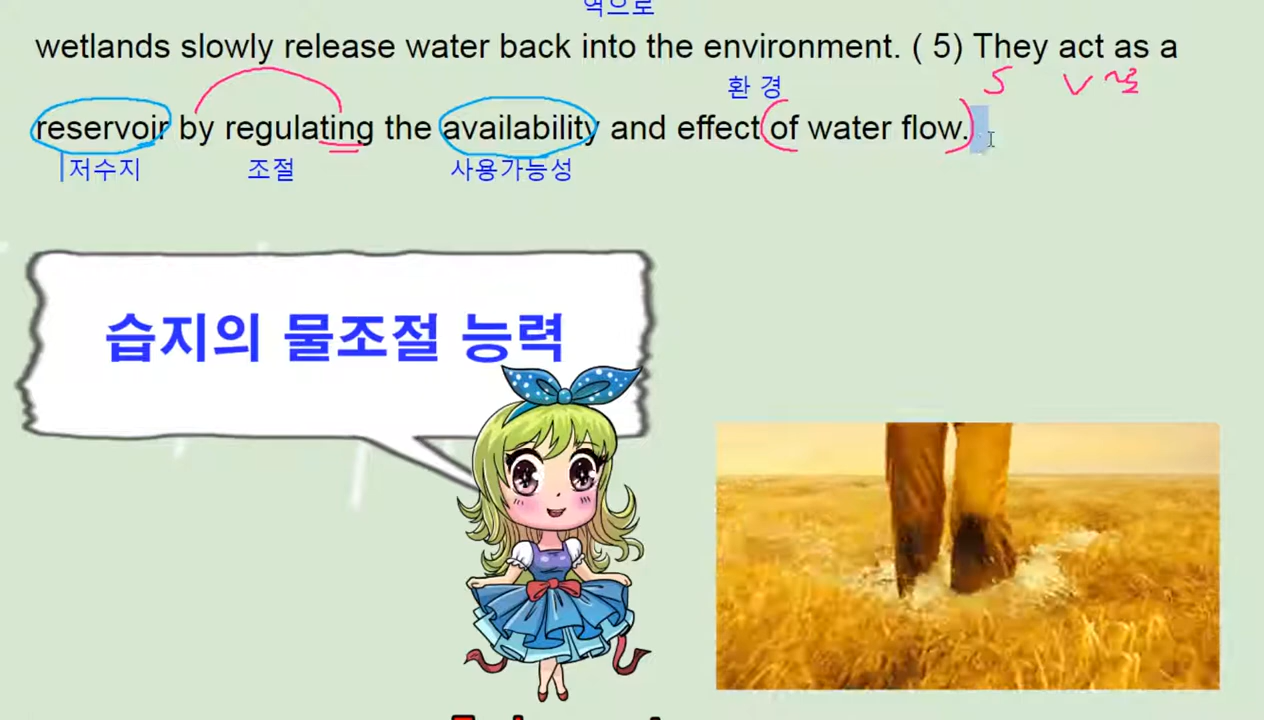 역으로
wetlands slowly release water back into the environment. ( 5) They act as a
환 경
S V ~로
reservoir by regulating the availability and effect of water flow.
저수지 조절 사용가능성
습지의 물조절 능력